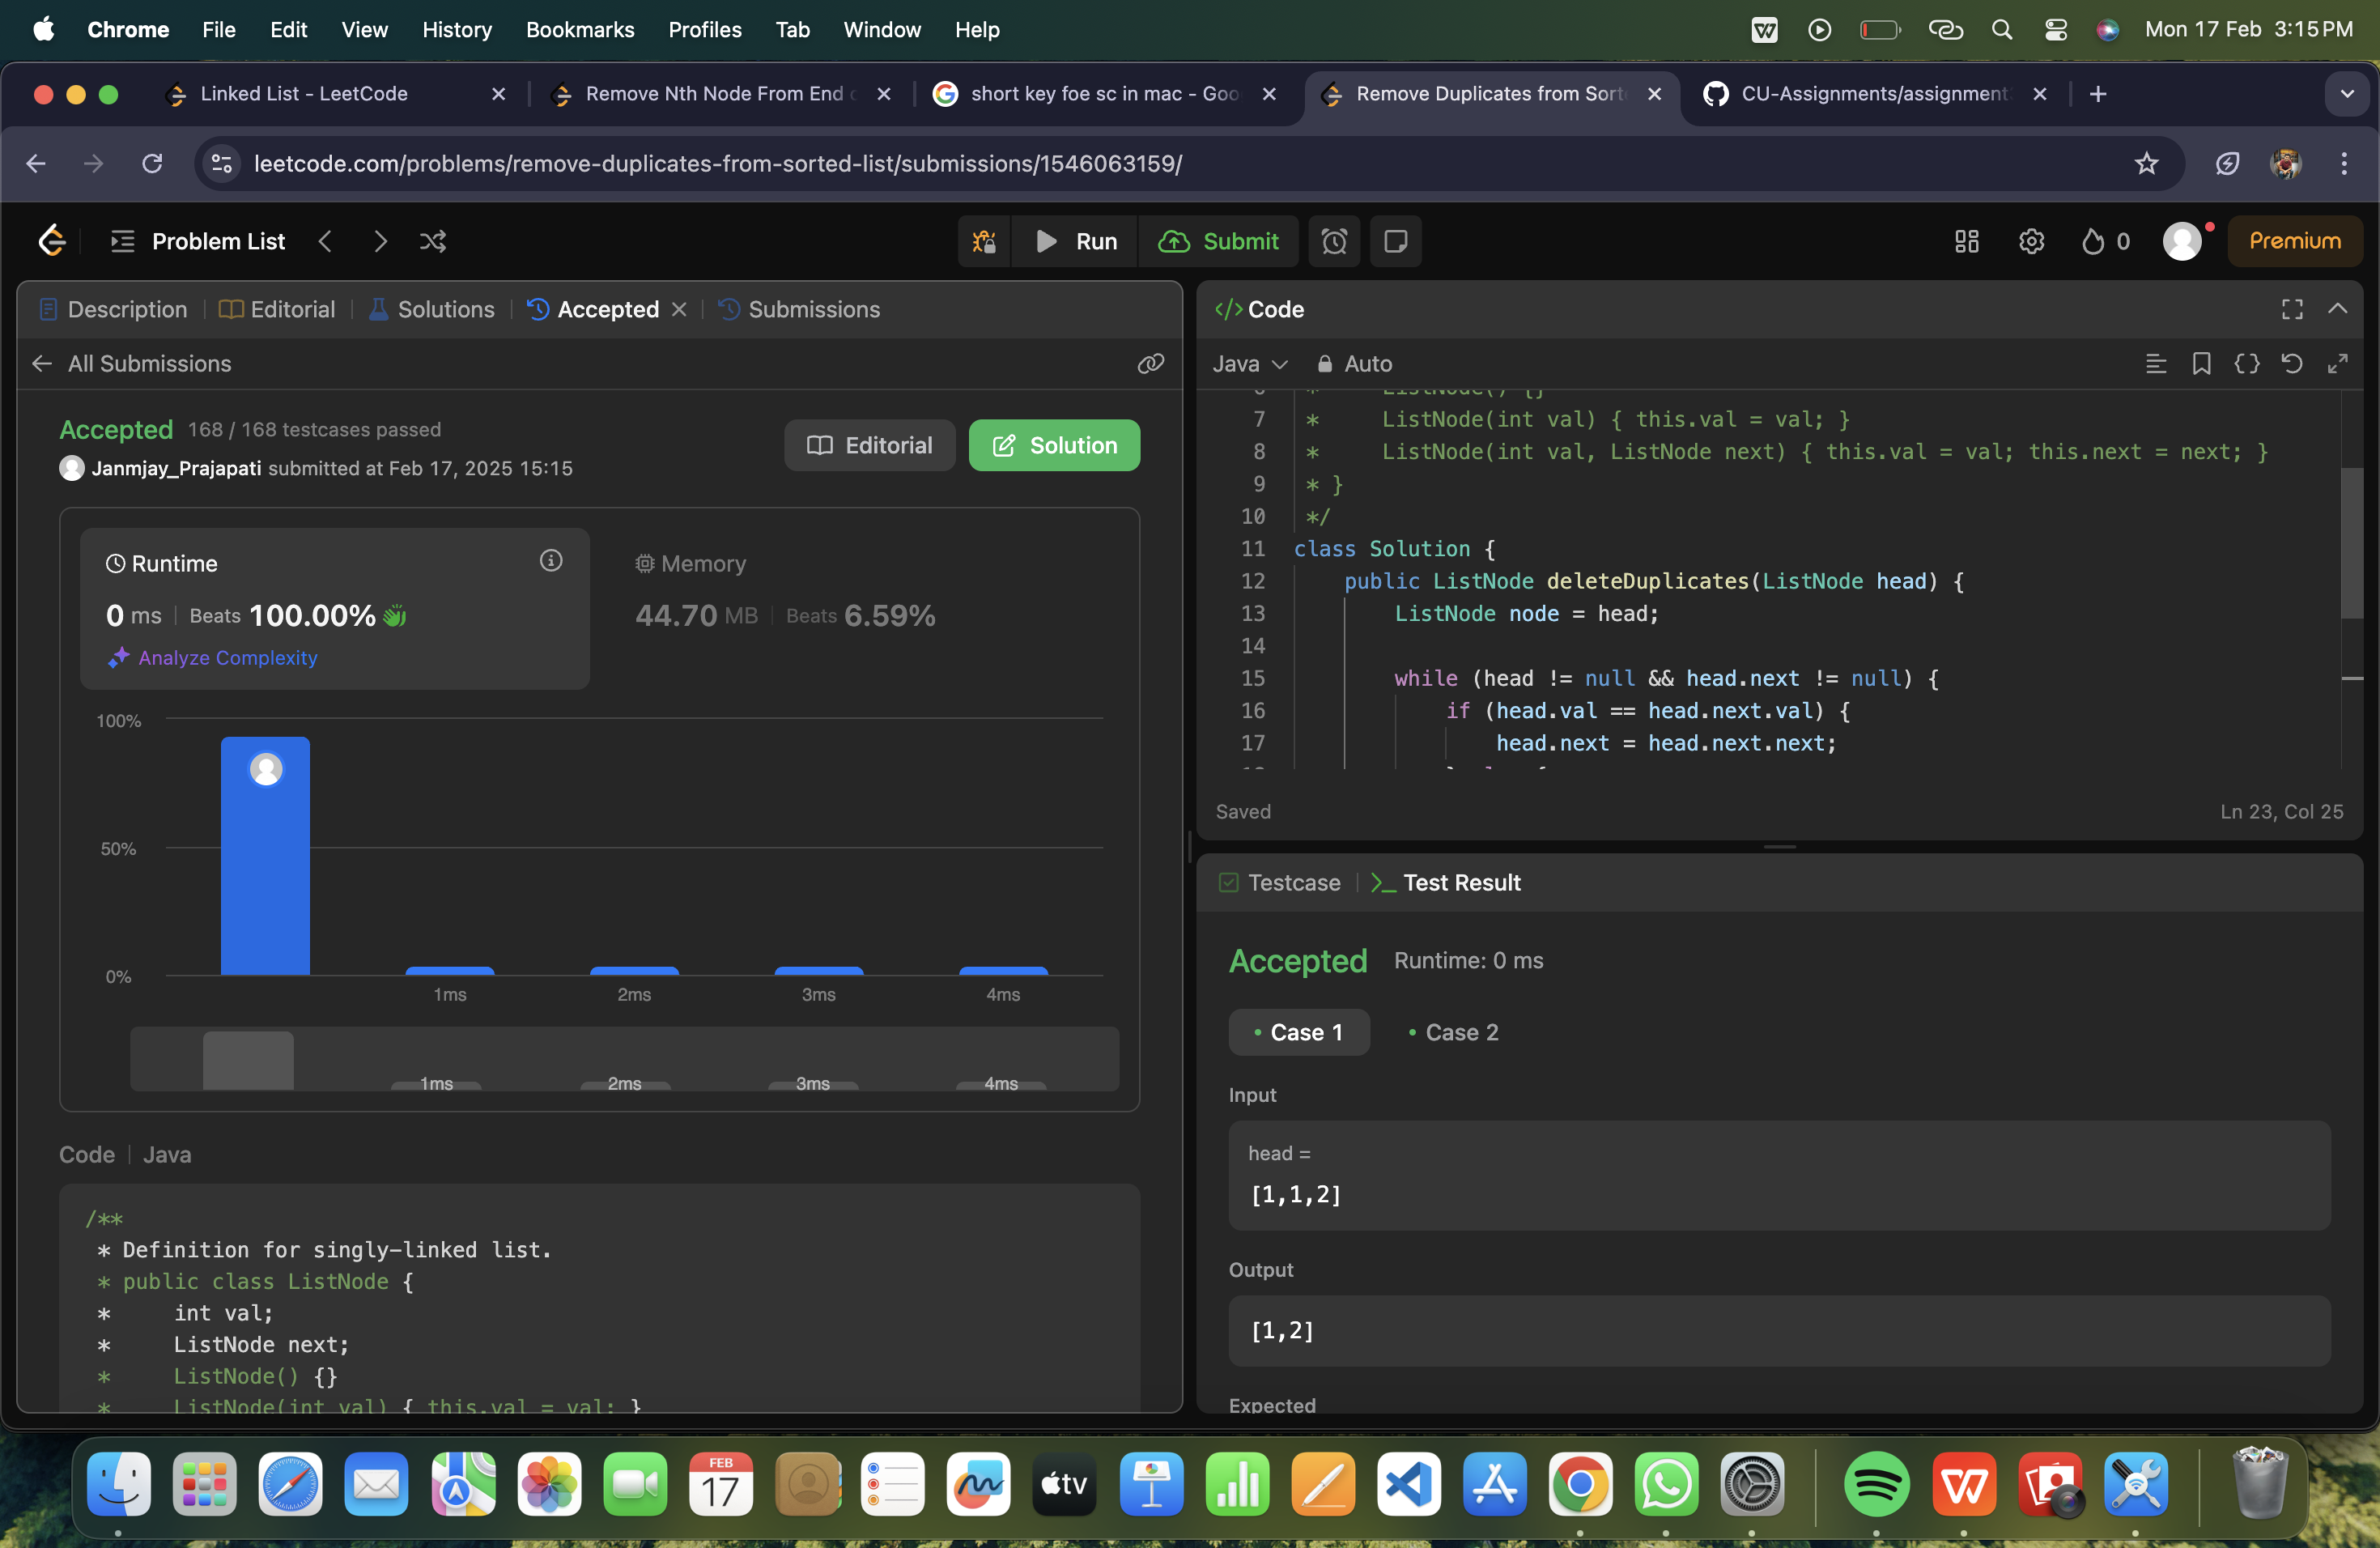 Chrome File Edit View History Bookmarks Profiles Tab Window Help Mon 17 Feb 3:15 PM
Linked List - LeetCode
Remove Nth Node From End
short key foe sc in mac - Goo
Remove Duplicates from Sort
CU-Assignments/assignment
leetcode.com/problems/remove-duplicates-from-sorted-list/submissions/1546063159/
Problem List
Run
Submit
0
Premium
Description
Editorial
Solutions
Accepted
Submissions
All Submissions
Accepted 168 / 168 testcases passed
Janmjay_Prajapati submitted at Feb 17, 2025 15:15
Editorial
Solution
Runtime
0 ms Beats 100.00%
Analyze Complexity
Memory
44.70 MB Beats 6.59%
100%
50%
0%
1ms 2ms 3ms 4ms
1ms 2ms 3ms 4ms
Code Java
/**
* Definition for singly-linked list.
* public class ListNode {
* int val;
* ListNode next;
* ListNode() {}
* ListNode(int val) { this.val = val; }
</> Code
Java Auto
* ListNode() {}
7 * ListNode(int val) { this.val = val; }
8 * ListNode(int val, ListNode next) { this.val = val; this.next = next; }
9 * }
10 */
11 class Solution {
12 public ListNode deleteDuplicates(ListNode head) {
13 ListNode node = head;
14
15 while (head != null && head.next != null) {
16 if (head.val == head.next.val) {
17 head.next = head.next.next;
Saved Ln 23, Col 25
Testcase
Test Result
Accepted Runtime: 0 ms
Case 1 Case 2
Input
head =
[1,1,2]
Output
[1,2]
Expected
FEB
17
tv